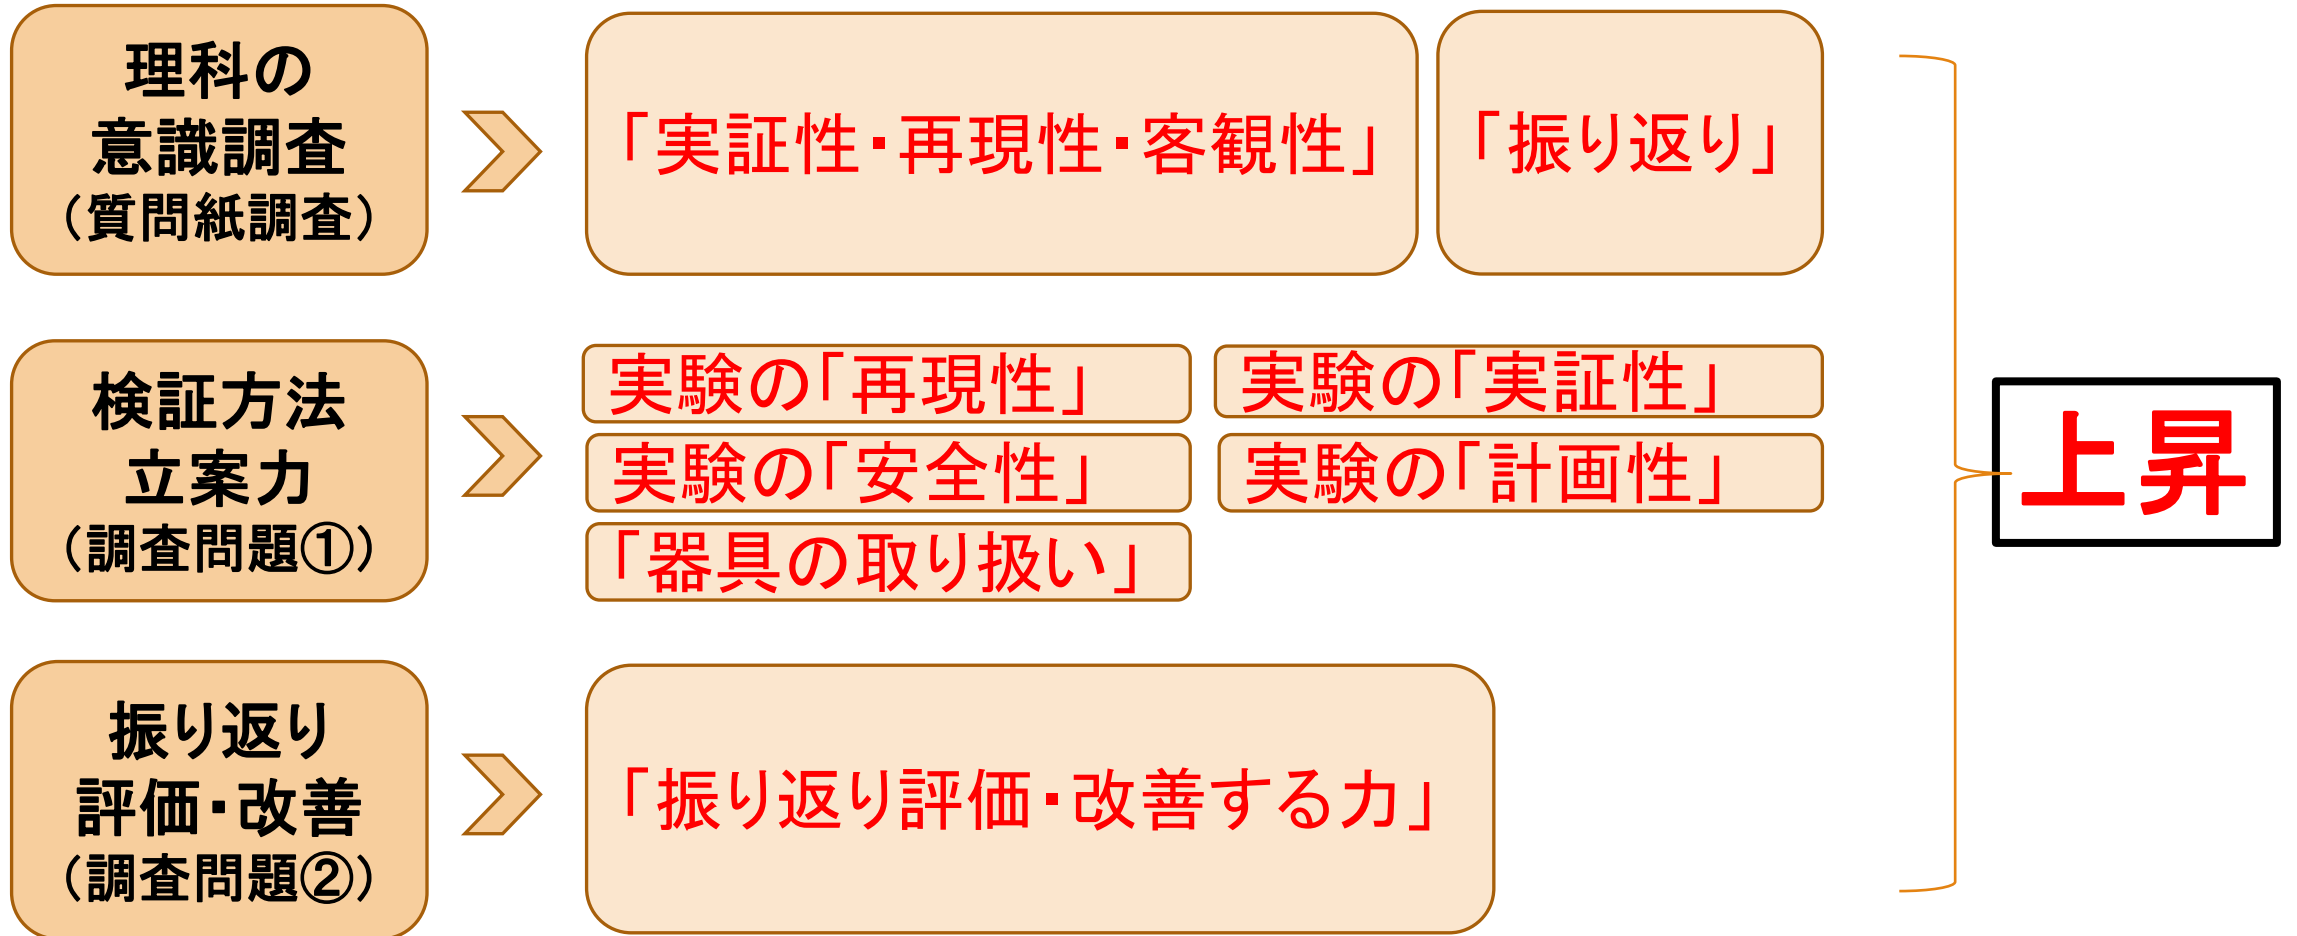 理科の
意識調査
（質問紙調査）
「実証性・再現性・客観性」
「振り返り」
検証方法
立案力
（調査問題①）
実験の「再現性」
実験の「実証性」
実験の「安全性」
実験の「計画性」
「器具の取り扱い」
振り返り
評価・改善
（調査問題②）
「振り返り評価・改善する力」
上昇